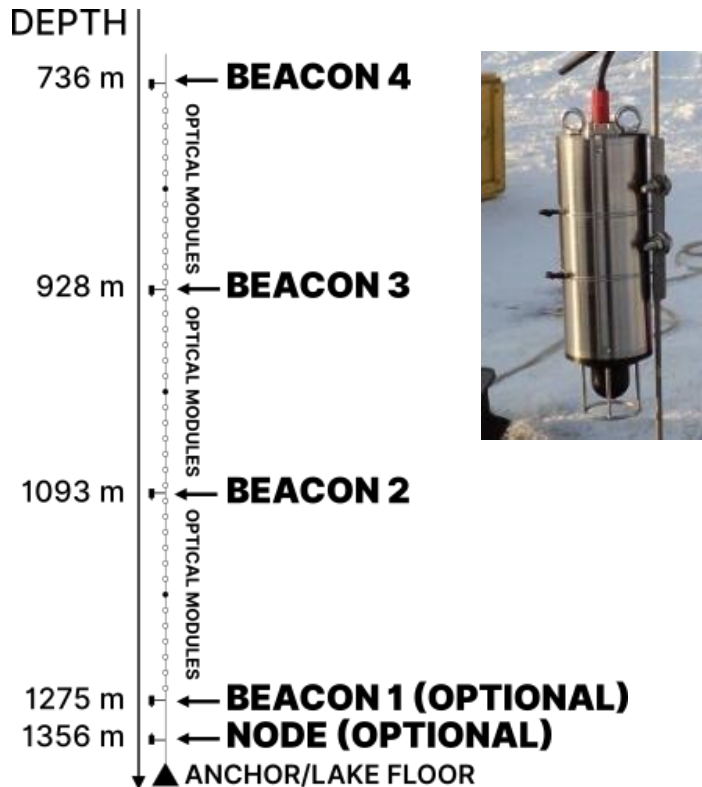 DEPTH
736 m BEACON 4
OPTICAL MODULES
928 m BEACON 3
OPTICAL MODULES
1093 m BEACON 2
OPTICAL MODULES
1275 m BEACON 1 (OPTIONAL)
1356 m NODE (OPTIONAL)
ANCHOR/LAKE FLOOR